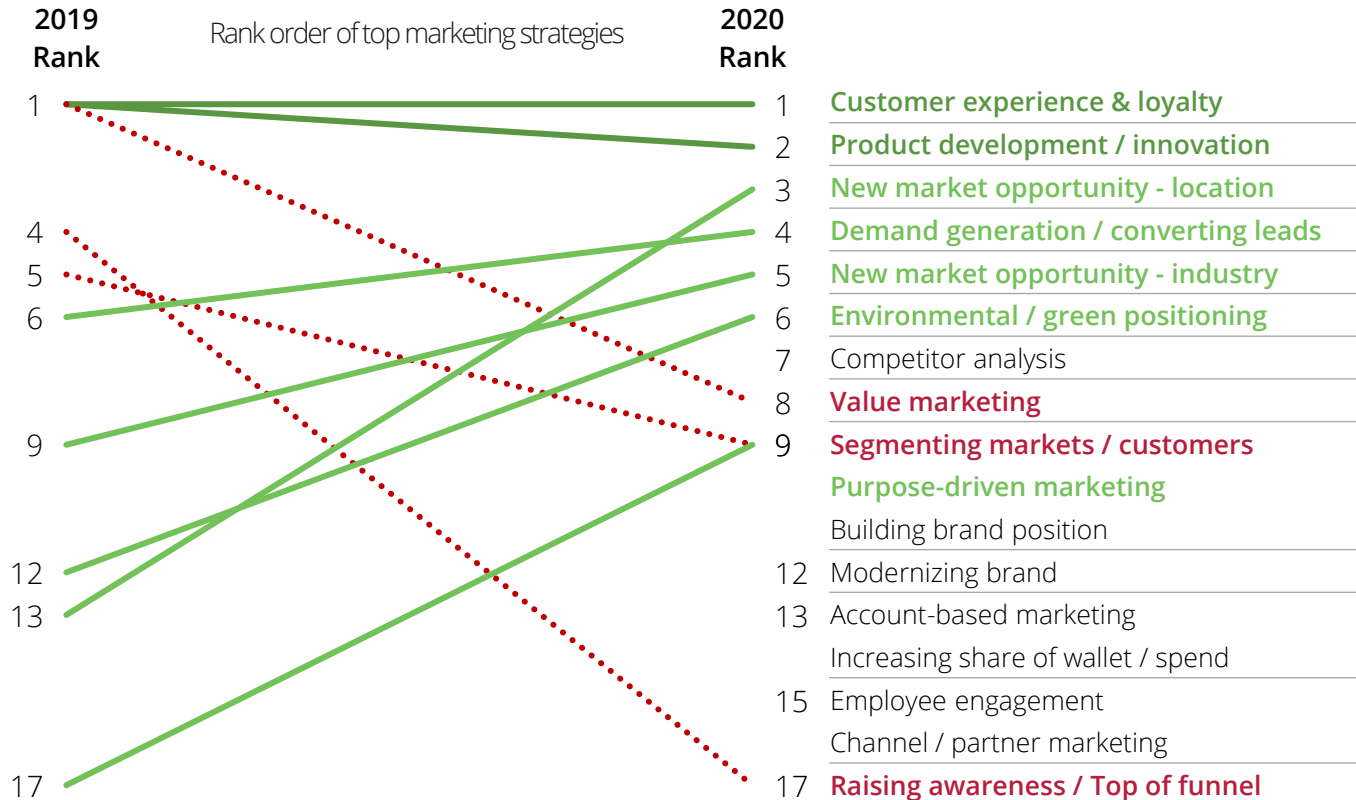 2019
Rank
Rank order of top marketing strategies
2020
Rank
1
1 Customer experience & loyalty
2 Product development / innovation
3 New market opportunity - location
4
4 Demand generation / converting leads
5
5 New market opportunity - industry
6
6 Environmental / green positioning
7 Competitor analysis
8 Value marketing
9
9 Segmenting markets / customers
Purpose-driven marketing
Building brand position
12
12 Modernizing brand
13
13 Account-based marketing
Increasing share of wallet / spend
15 Employee engagement
Channel / partner marketing
17
17 Raising awareness / Top of funnel